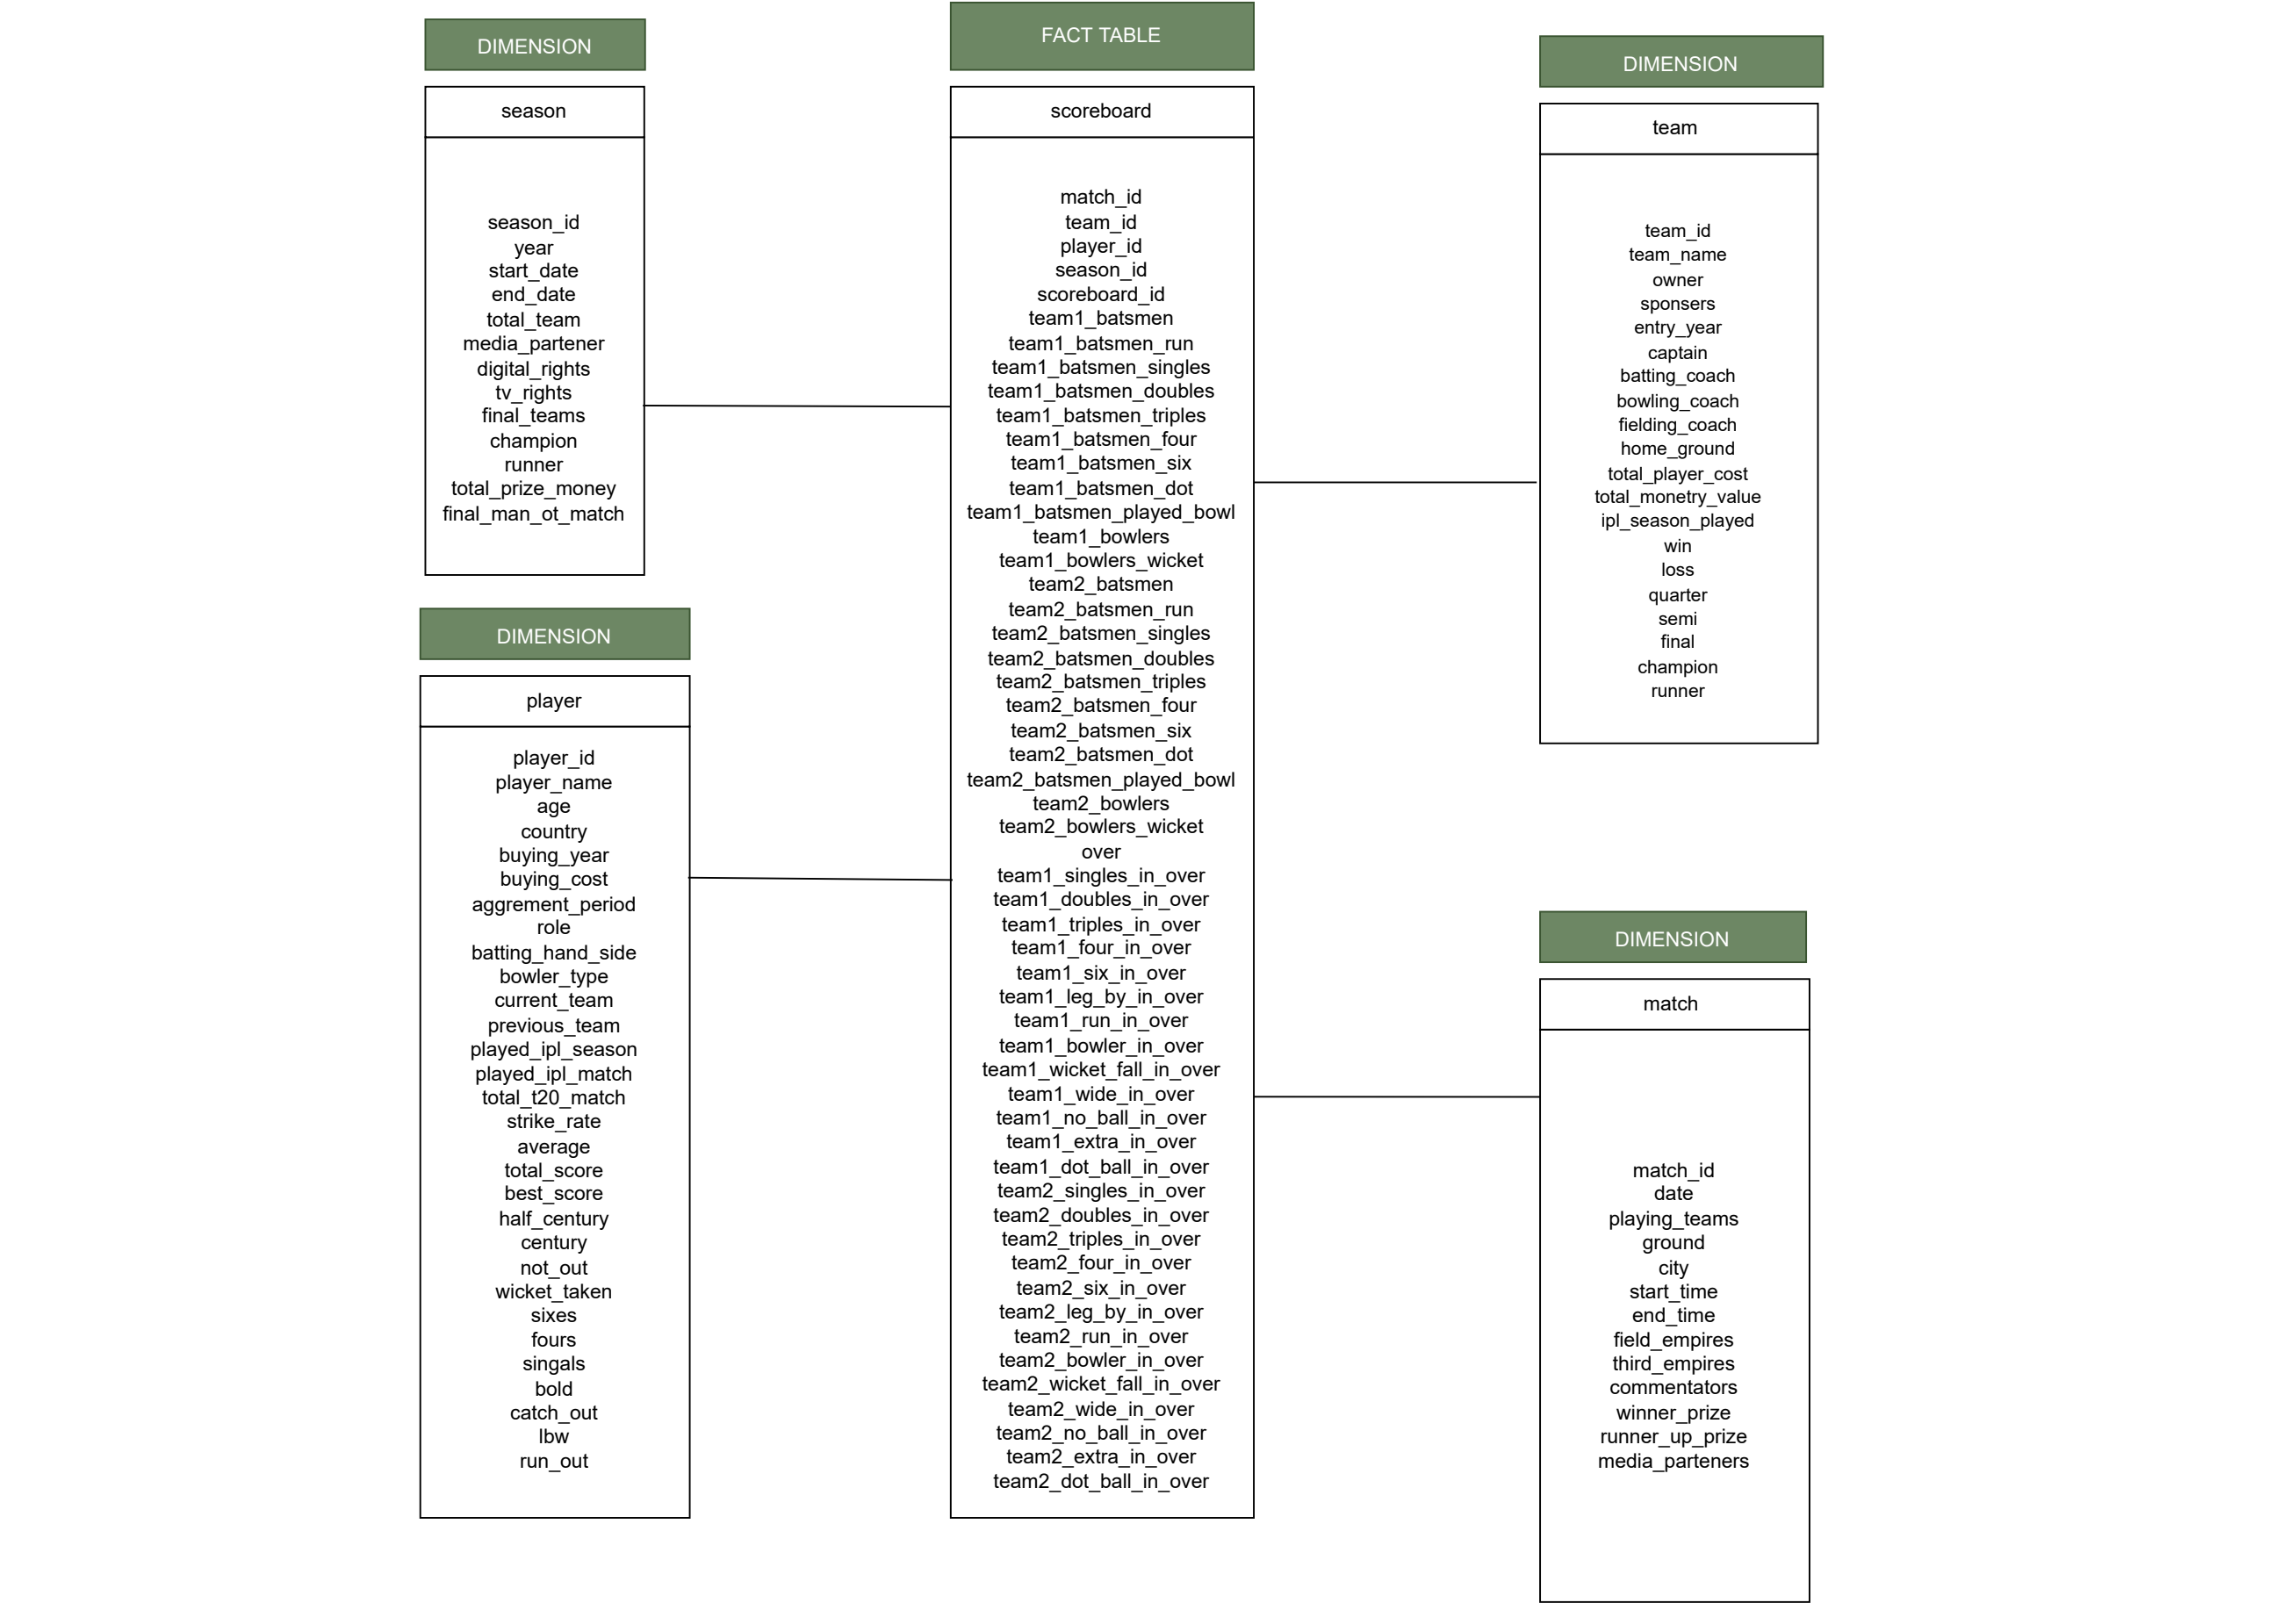 DIMENSION
season
season_id
year
start_date
end_date
total_team
media_partener
digital_rights
tv_rights
final_teams
champion
runner
total_prize_money
final_man_ot_match
DIMENSION
player
player_id
player_name
age
country
buying_year
buying_cost
aggrement_period
role
batting_hand_side
bowler_type
current_team
previous_team
played_ipl_season
played_ipl_match
total_t20_match
strike_rate
average
total_score
best_score
half_century
century
not_out
wicket_taken
sixes
fours
singals
bold
catch_out
lbw
run_out
FACT TABLE
scoreboard
match_id
team_id
player_id
season_id
scoreboard_id
team1_batsmen
team1_batsmen_run
team1_batsmen_singles
team1_batsmen_doubles
team1_batsmen_triples
team1_batsmen_four
team1_batsmen_six
team1_batsmen_dot
team1_batsmen_played_bowl
team1_bowlers
team1_bowlers_wicket
team2_batsmen
team2_batsmen_run
team2_batsmen_singles
team2_batsmen_doubles
team2_batsmen_triples
team2_batsmen_four
team2_batsmen_six
team2_batsmen_dot
team2_batsmen_played_bowl
team2_bowlers
team2_bowlers_wicket
over
team1_singles_in_over
team1_doubles_in_over
team1_triples_in_over
team1_four_in_over
team1_six_in_over
team1_leg_by_in_over
team1_run_in_over
team1_bowler_in_over
team1_wicket_fall_in_over
team1_wide_in_over
team1_no_ball_in_over
team1_extra_in_over
team1_dot_ball_in_over
team2_singles_in_over
team2_doubles_in_over
team2_triples_in_over
team2_four_in_over
team2_six_in_over
team2_leg_by_in_over
team2_run_in_over
team2_bowler_in_over
team2_wicket_fall_in_over
team2_wide_in_over
team2_no_ball_in_over
team2_extra_in_over
team2_dot_ball_in_over
DIMENSION
team
team_id
team_name
owner
sponsers
entry_year
captain
batting_coach
bowling_coach
fielding_coach
home_ground
total_player_cost
total_monetry_value
ipl_season_played
win
loss
quarter
semi
final
champion
runner
DIMENSION
match
match_id
date
playing_teams
ground
city
start_time
end_time
field_empires
third_empires
commentators
winner_prize
runner_up_prize
media_parteners